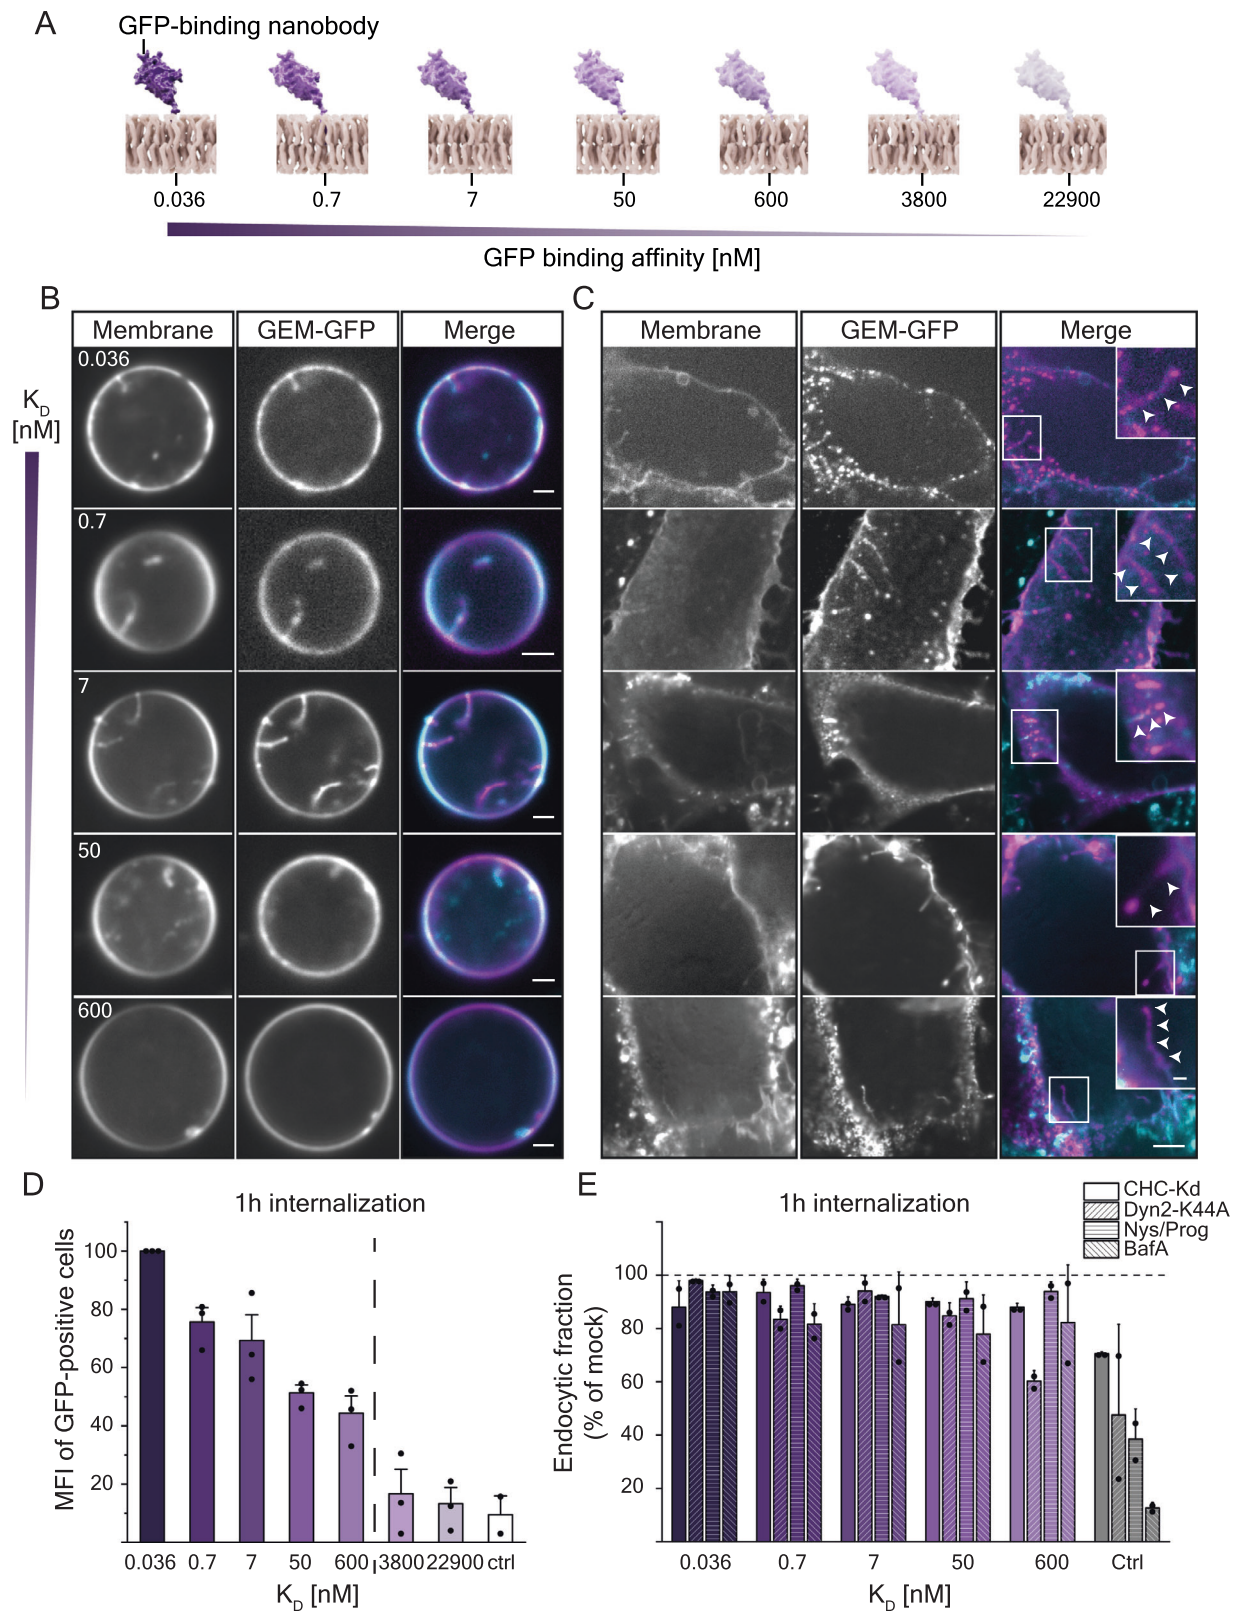 A
GFP-binding nanobody
0.036 0.7 7 50 600 3800 22900
GFP binding affinity [nM]
B
Membrane GEM-GFP Merge
K_D
[nM]
0.036
0.7
7
50
600
C
Membrane GEM-GFP Merge
D
1h internalization
MFI of GFP-positive cells
100
80
60
40
20
0.036 0.7 7 50 600 3800 22900 ctrl
K_D [nM]
E
1h internalization
CHC-Kd
Dyn2-K44A
Nys/Prog
BafA
Endocytic fraction
(% of mock)
100
80
60
40
20
0.036 0.7 7 50 600 Ctrl
K_D [nM]